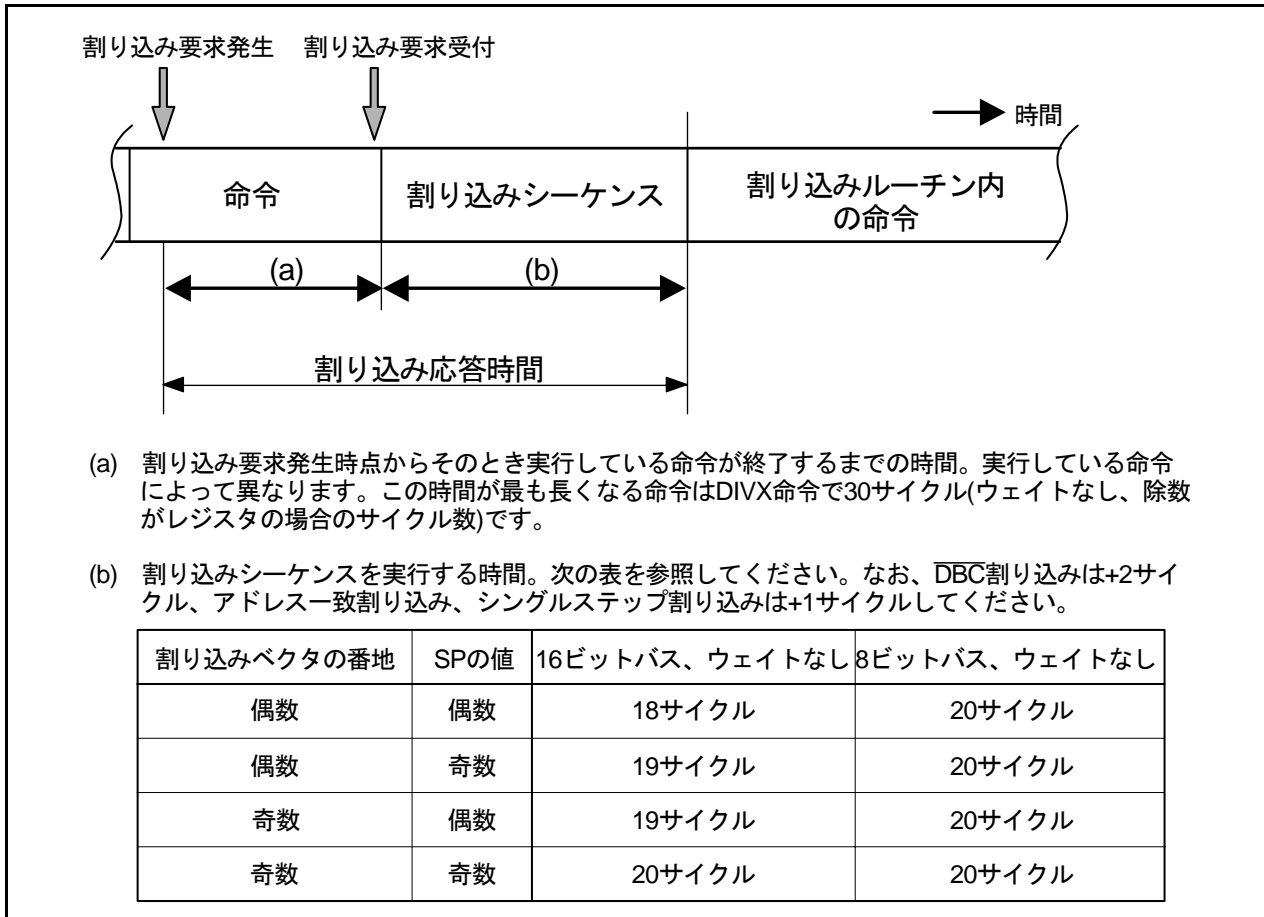 割り込み要求発生 割り込み要求受付
時間
命令 割り込みシーケンス 割り込みルーチン内
の命令
(a) (b)
割り込み応答時間
(a) 割り込み要求発生時点からそのとき実行している命令が終了するまでの時間。実行している命令
によって異なります。この時間が最も長くなる命令はDIVX命令で30サイクル(ウェイトなし、除数
がレジスタの場合のサイクル数)です。
(b) 割り込みシーケンスを実行する時間。次の表を参照してください。なお、DBC割り込みは+2サイ
クル、アドレス一致割り込み、シングルステップ割り込みは+1サイクルしてください。
割り込みベクタの番地 SPの値 16ビットバス、ウェイトなし 8ビットバス、ウェイトなし
偶数 偶数 18サイクル 20サイクル
偶数 奇数 19サイクル 20サイクル
奇数 偶数 19サイクル 20サイクル
奇数 奇数 20サイクル 20サイクル